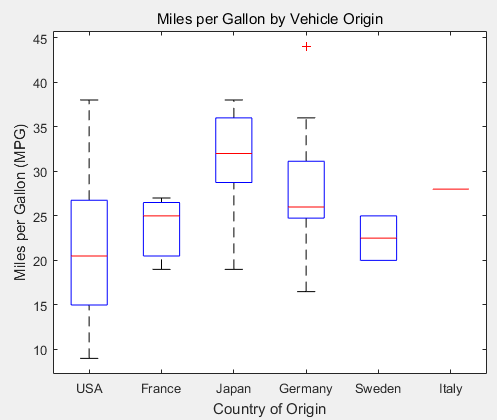 Miles per Gallon by Vehicle Origin
Miles per Gallon (MPG)
45
40
35
30
25
20
15
10
USA France Japan Germany Sweden Italy
Country of Origin